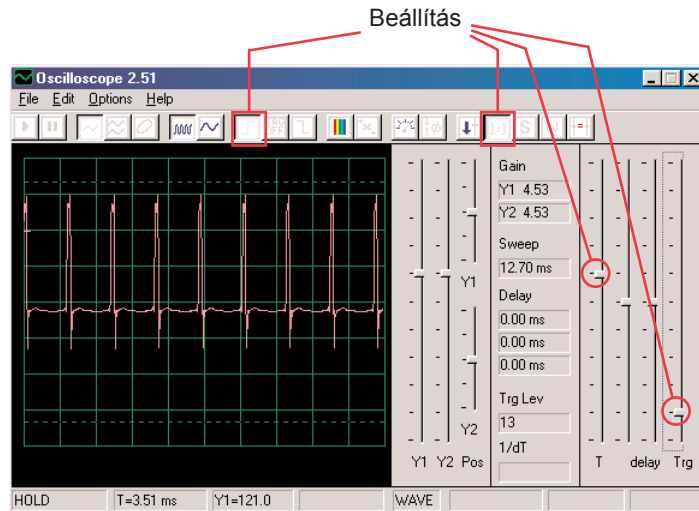 Beállítás
Oscilloscope 2.51
File Edit Options Help
TRG OFF
S
Gain
Y1 4.53
Y2 4.53
Sweep
12.70 ms
Delay
0.00 ms
0.00 ms
0.00 ms
Trg Lev
13
1/dT
Y1
Y2
Y1 Y2 Pos
T delay Trg
HOLD T=3.51 ms Y1=121.0 WAVE